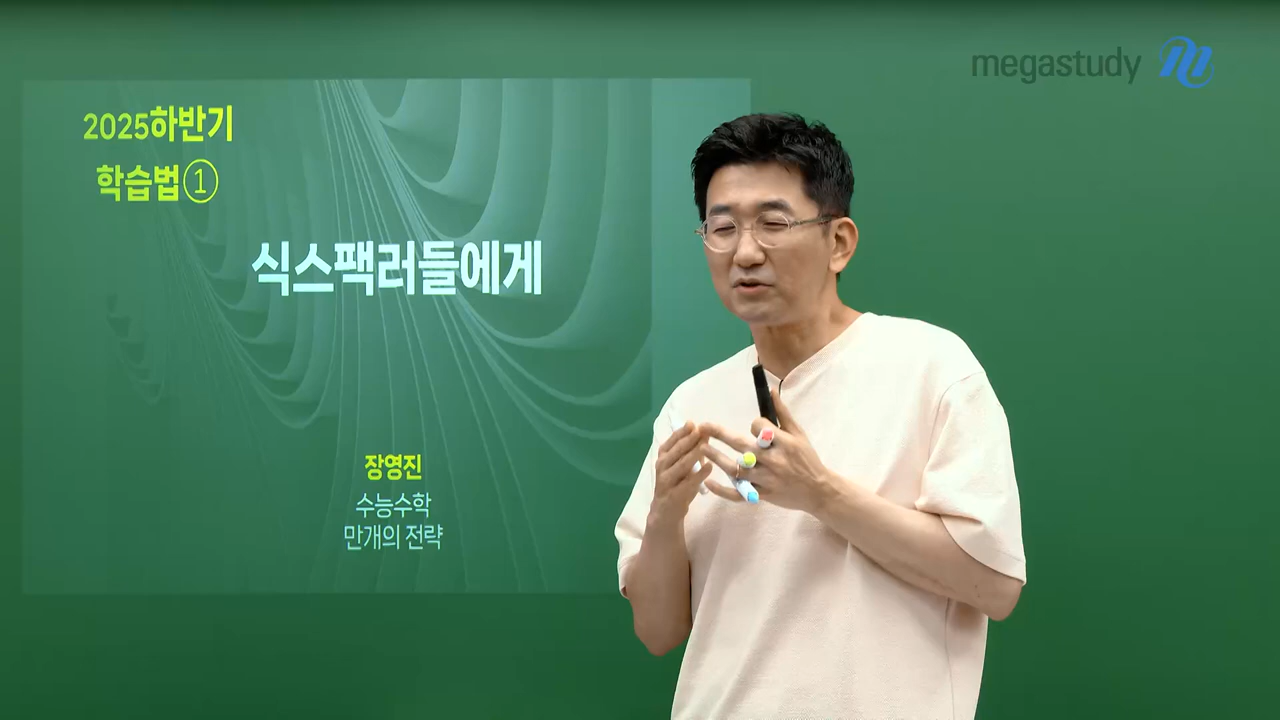 megastudy
2025하반기
학습법①
식스팩러들에게
장영진
수능수학
만개의 전략